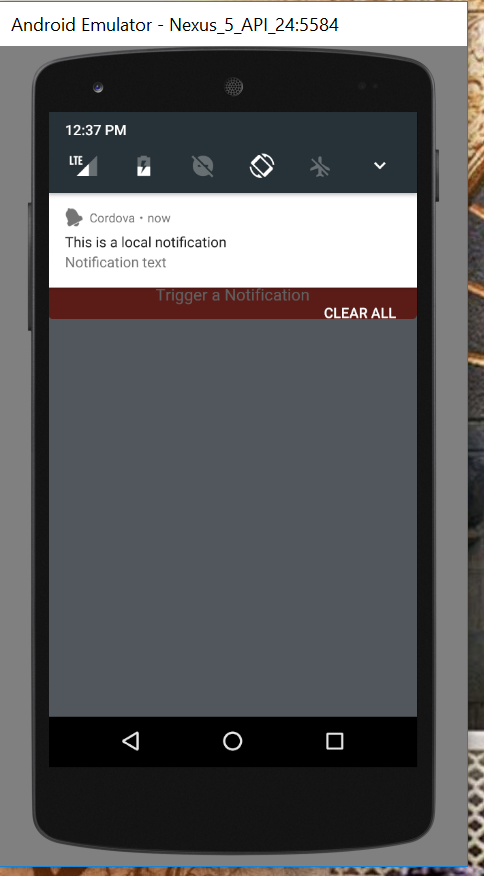 Android Emulator - Nexus_5_API_24:5584
12:37 PM
LTE
Cordova • now
This is a local notification
Notification text
Trigger a Notification
CLEAR ALL